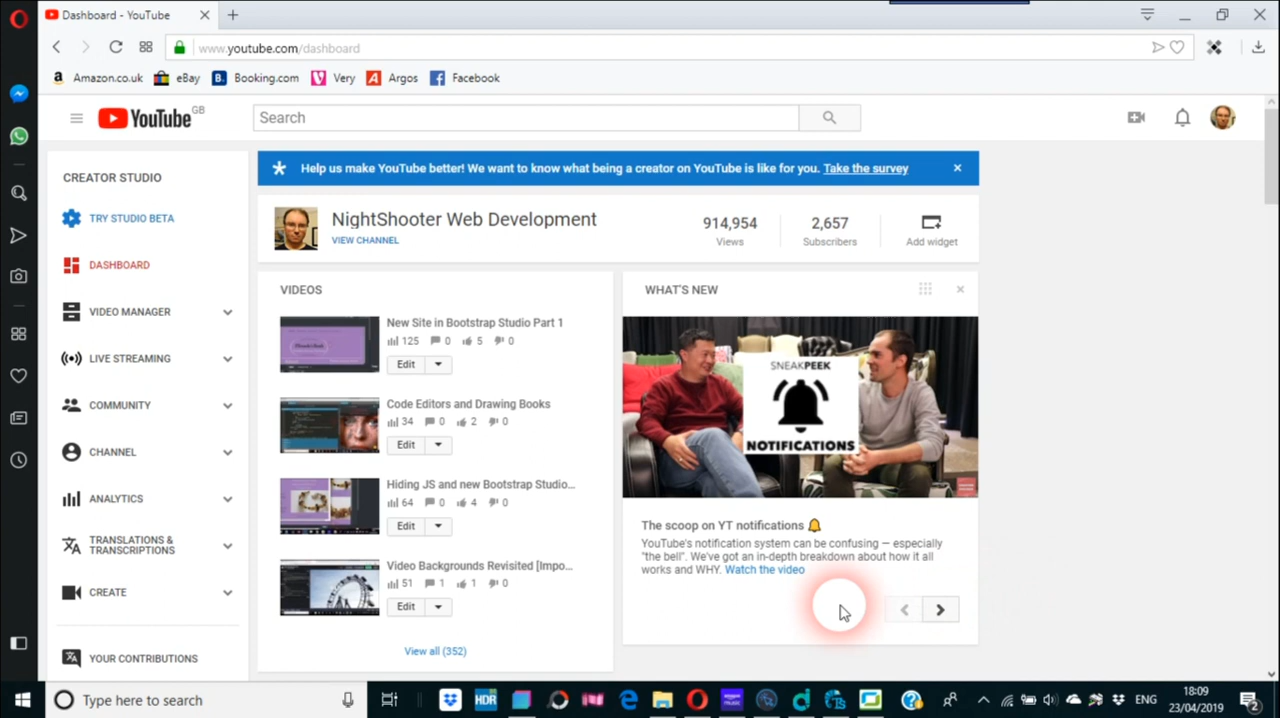 Dashboard - YouTube
www.youtube.com/dashboard
Amazon.co.uk
eBay
Booking.com
Very
Argos
Facebook
YouTube GB
Search
CREATOR STUDIO
TRY STUDIO BETA
DASHBOARD
VIDEO MANAGER
LIVE STREAMING
COMMUNITY
CHANNEL
ANALYTICS
TRANSLATIONS &
TRANSCRIPTIONS
CREATE
YOUR CONTRIBUTIONS
Help us make YouTube better! We want to know what being a creator on YouTube is like for you. Take the survey
NightShooter Web Development
VIEW CHANNEL
914,954
Views
2,657
Subscribers
Add widget
VIDEOS
New Site in Bootstrap Studio Part 1
125 0 5 0
Edit
Code Editors and Drawing Books
34 0 2 0
Edit
Hiding JS and new Bootstrap Studio...
64 0 4 0
Edit
Video Backgrounds Revisited [Impo...
51 1 1 0
Edit
View all (352)
WHAT'S NEW
SNEAKPEEK
NOTIFICATIONS
The scoop on YT notifications
YouTube's notification system can be confusing — especially
"the bell". We've got an in-depth breakdown about how it all
works and WHY. Watch the video
Type here to search
HDR
ENG
18:09
23/04/2019
2